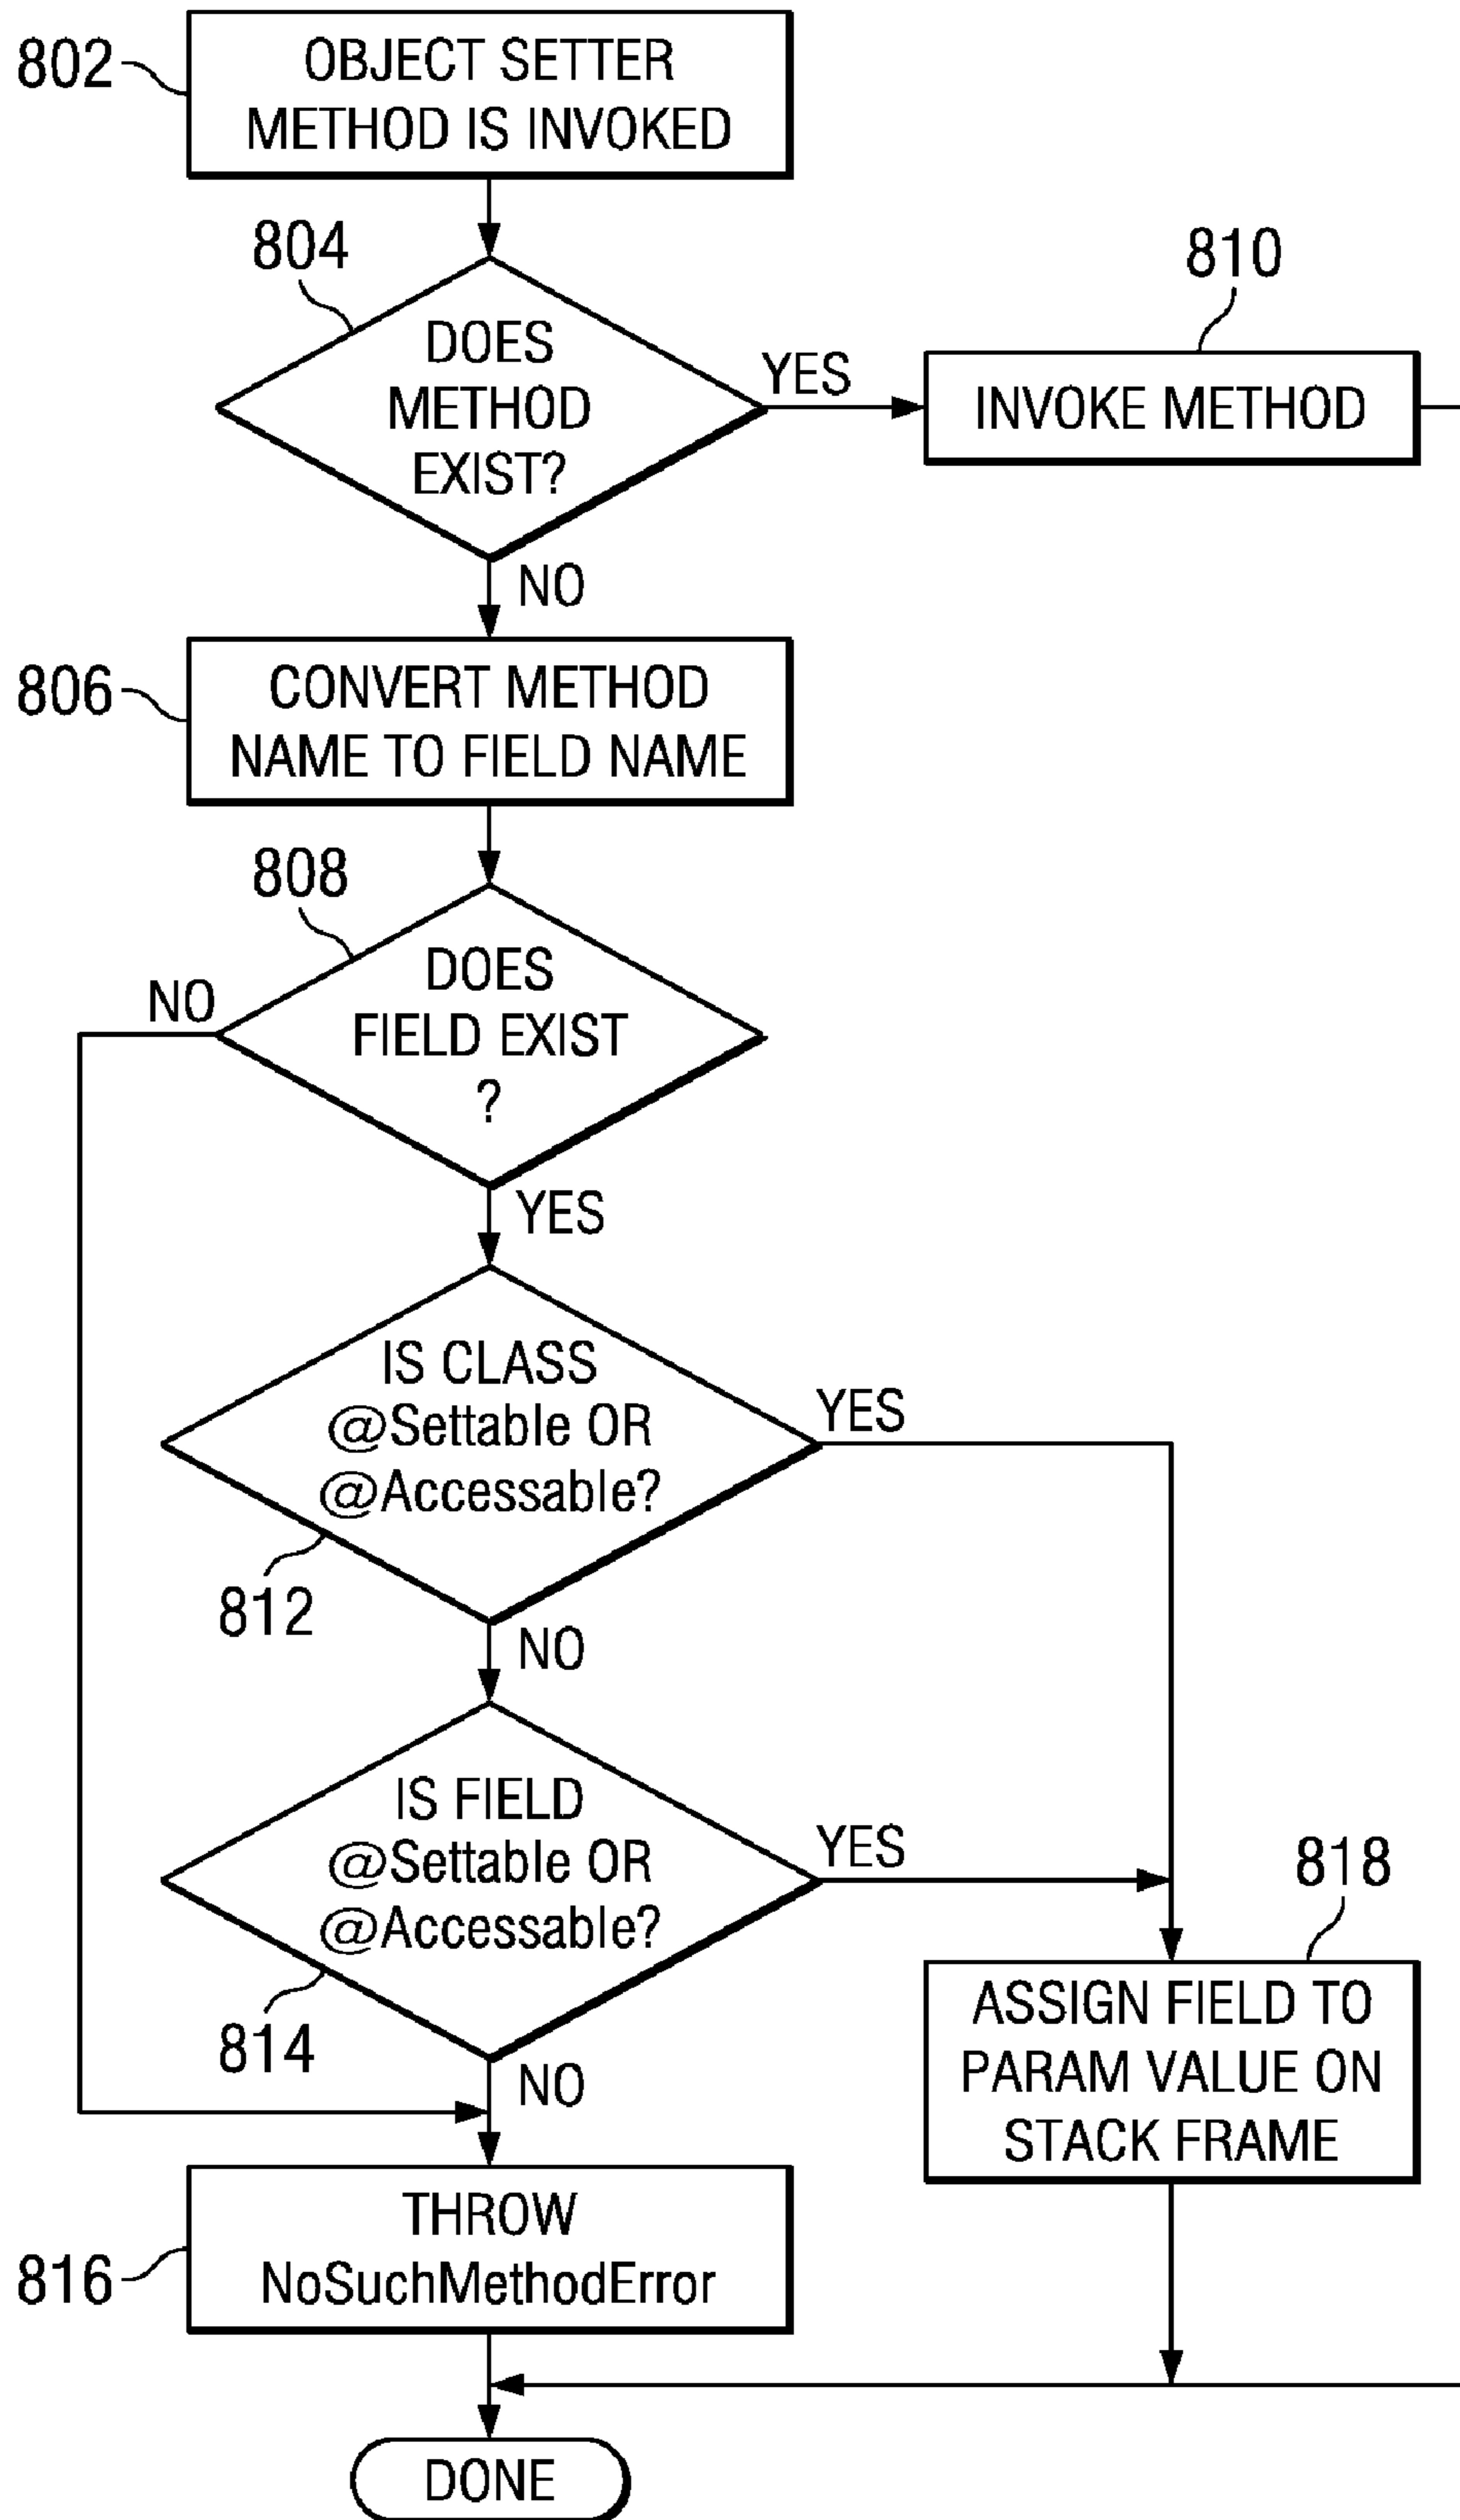 802
OBJECT SETTER
METHOD IS INVOKED
804
DOES
METHOD
EXIST?
YES
810
INVOKE METHOD
NO
806
CONVERT METHOD
NAME TO FIELD NAME
808
DOES
FIELD EXIST
?
NO
YES
IS CLASS
@Settable OR
@Accessable?
YES
812
NO
IS FIELD
@Settable OR
@Accessable?
YES
814
NO
818
ASSIGN FIELD TO
PARAM VALUE ON
STACK FRAME
816
THROW
NoSuchMethodError
DONE